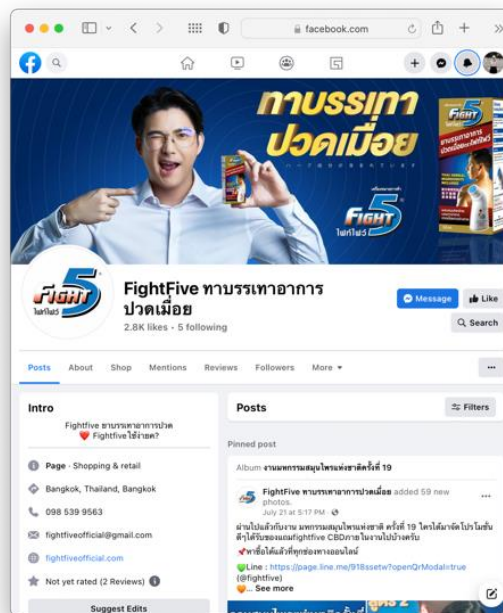 facebook.com
ทาบรรเทา
ปวดเมื่อย
FIGHT 5
ไฟท์ไฟว์
FIGHT 5
ไฟท์ไฟว์
FightFive ทาบรรเทาอาการ
ปวดเมื่อย
2.8K likes • 5 following
Message
Like
Search
Posts About Shop Mentions Reviews Followers More
Intro
Fightfive ยาบรรเทาอาการปวด
Fightfive ใช้ง่ายค?
Page · Shopping & retail
Bangkok, Thailand, Bangkok
098 539 9563
fightfiveofficial@gmail.com
fightfiveofficial.com
Not yet rated (2 Reviews)
Suggest Edits
Posts
Filters
Pinned post
Album งานมหกรรมสมุนไพรแห่งชาติครั้งที่ 19
FightFive ทาบรรเทาอาการปวดเมื่อย added 59 new
photos.
July 21 at 5:17 PM
ผ่านไปแล้วกับงาน มหกรรมสมุนไพรแห่งชาติ ครั้งที่ 19 ใครได้มาจัดโปรโมชั่น
ดีๆได้รับของแถมfightfive CBDภายในงานไปบ้างครับ
📌หาซื้อได้แล้วที่ทุกช่องทางออนไลน์
💚Line : https://page.line.me/918ssetw?openQrModal=true
(@fightfive)
🧡... See more